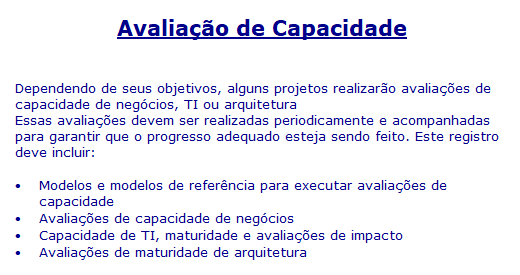 Avaliação de Capacidade
Dependendo de seus objetivos, alguns projetos realizarão avaliações de
capacidade de negócios, TI ou arquitetura
Essas avaliações devem ser realizadas periodicamente e acompanhadas
para garantir que o progresso adequado esteja sendo feito. Este registro
deve incluir:
• Modelos e modelos de referência para executar avaliações de
capacidade
• Avaliações de capacidade de negócios
• Capacidade de TI, maturidade e avaliações de impacto
• Avaliações de maturidade de arquitetura